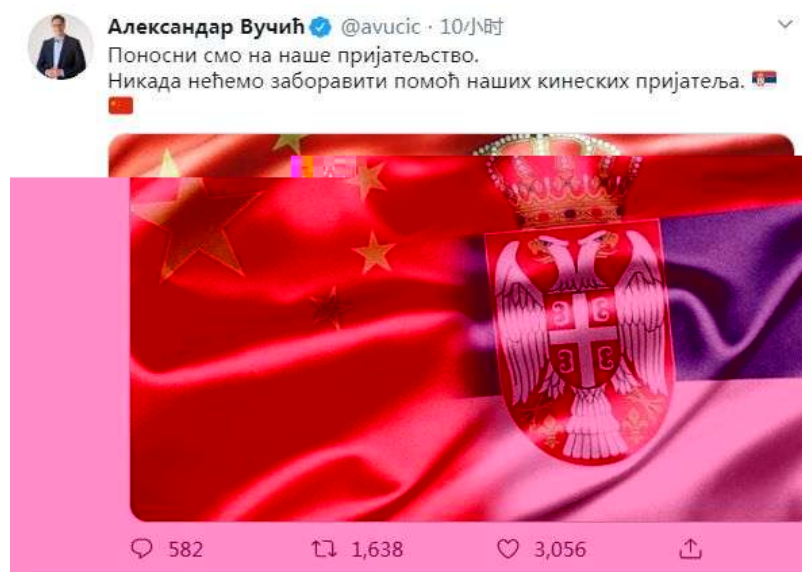 Александар Вучић @avucic · 10小时
Поносни смо на наше пријатељство.
Никада нећемо заборавити помоћ наших кинеских пријатеља.
582 1,638 3,056